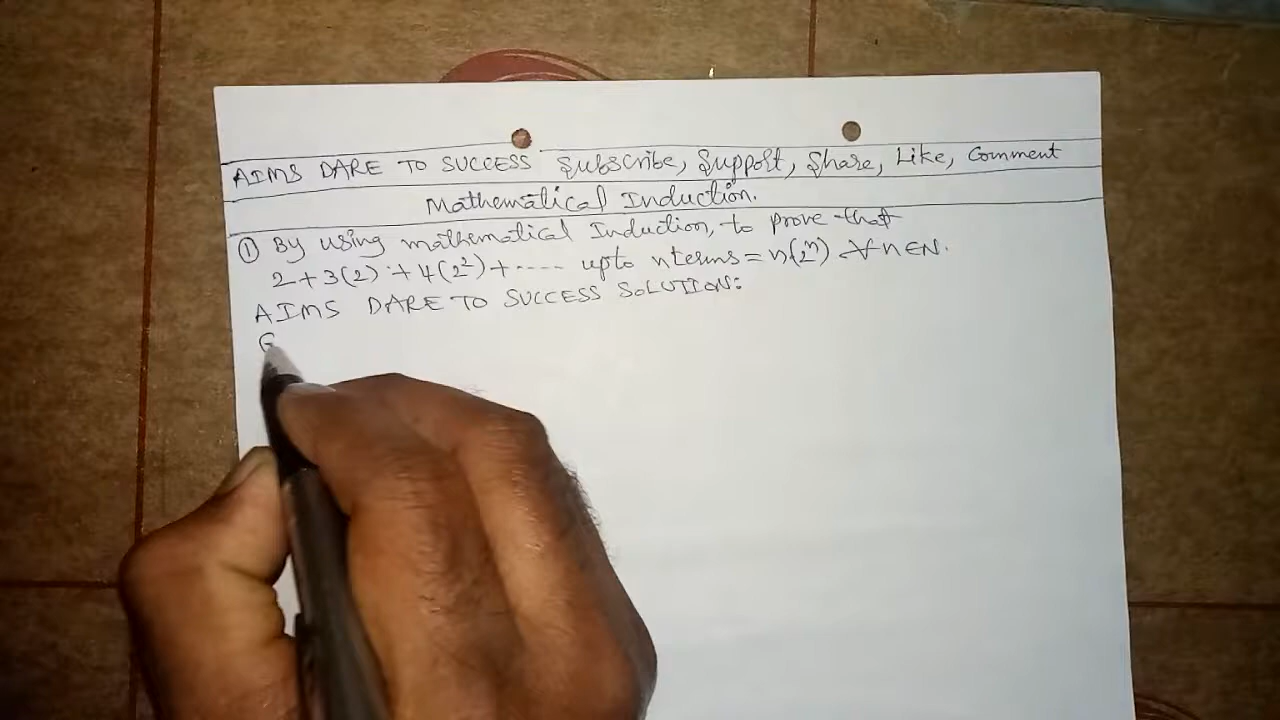 AIMS DARE TO SUCCESS Subscribe, Support, Share, Like, Comment
Mathematical Induction.
① By using mathematical Induction, to prove that
2+3(2)+4(2²)+..... upto n terms = n(2ⁿ) ∀ n∈N.
AIMS DARE TO SUCCESS SOLUTION:
G